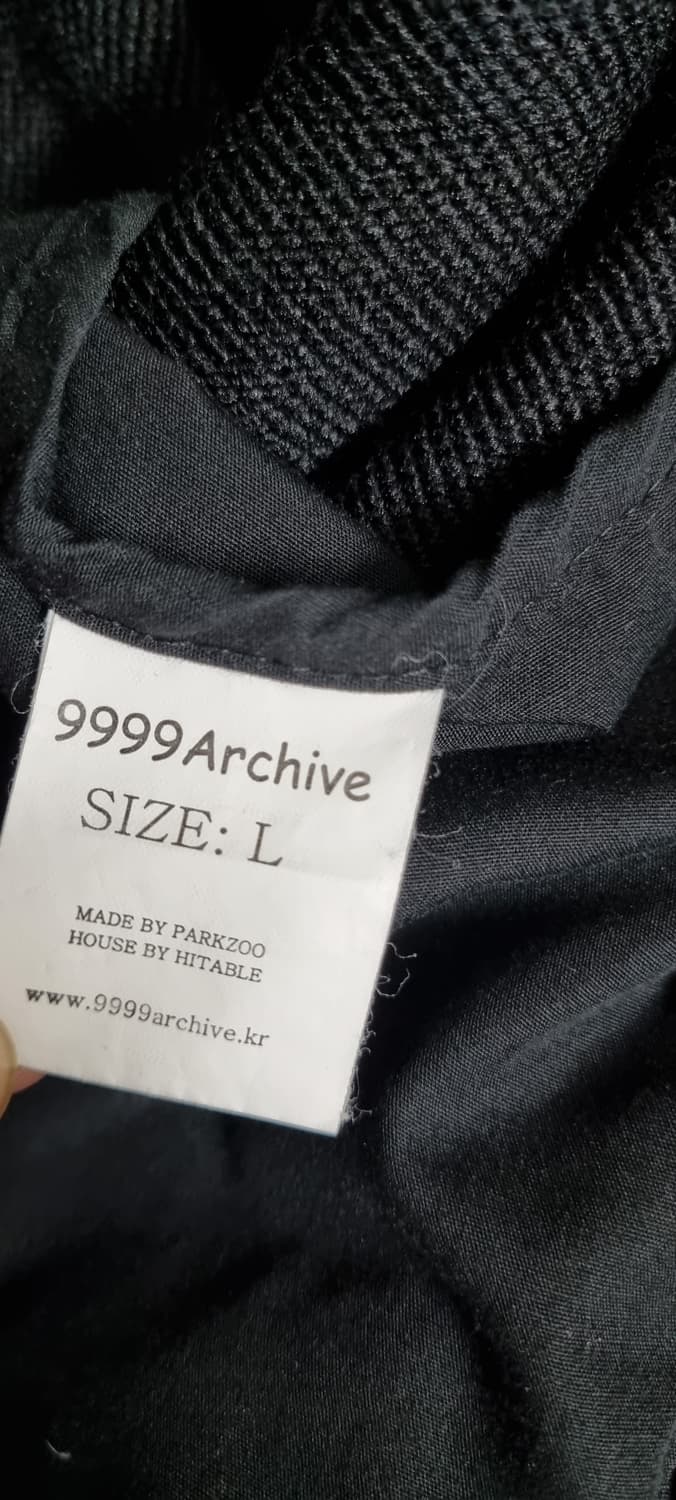 9999Archive
SIZE: L
MADE BY PARKZOO
HOUSE BY HITABLE
www.9999archive.kr